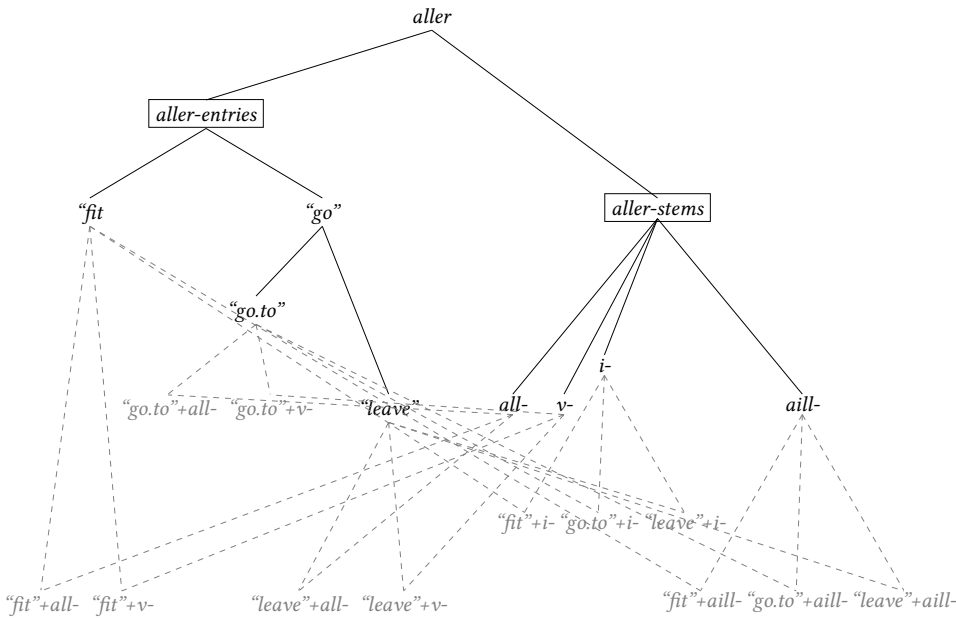 aller
aller-entries
“fit
“go”
aller-stems
“go.to”
i-
“go.to”+all-
“go.to”+v-
“leave”
all-
v-
aill-
“fit”+i-
“go.to”+i-
“leave”+i-
“fit”+all-
“fit”+v-
“leave”+all-
“leave”+v-
“fit”+aill-
“go.to”+aill-
“leave”+aill-